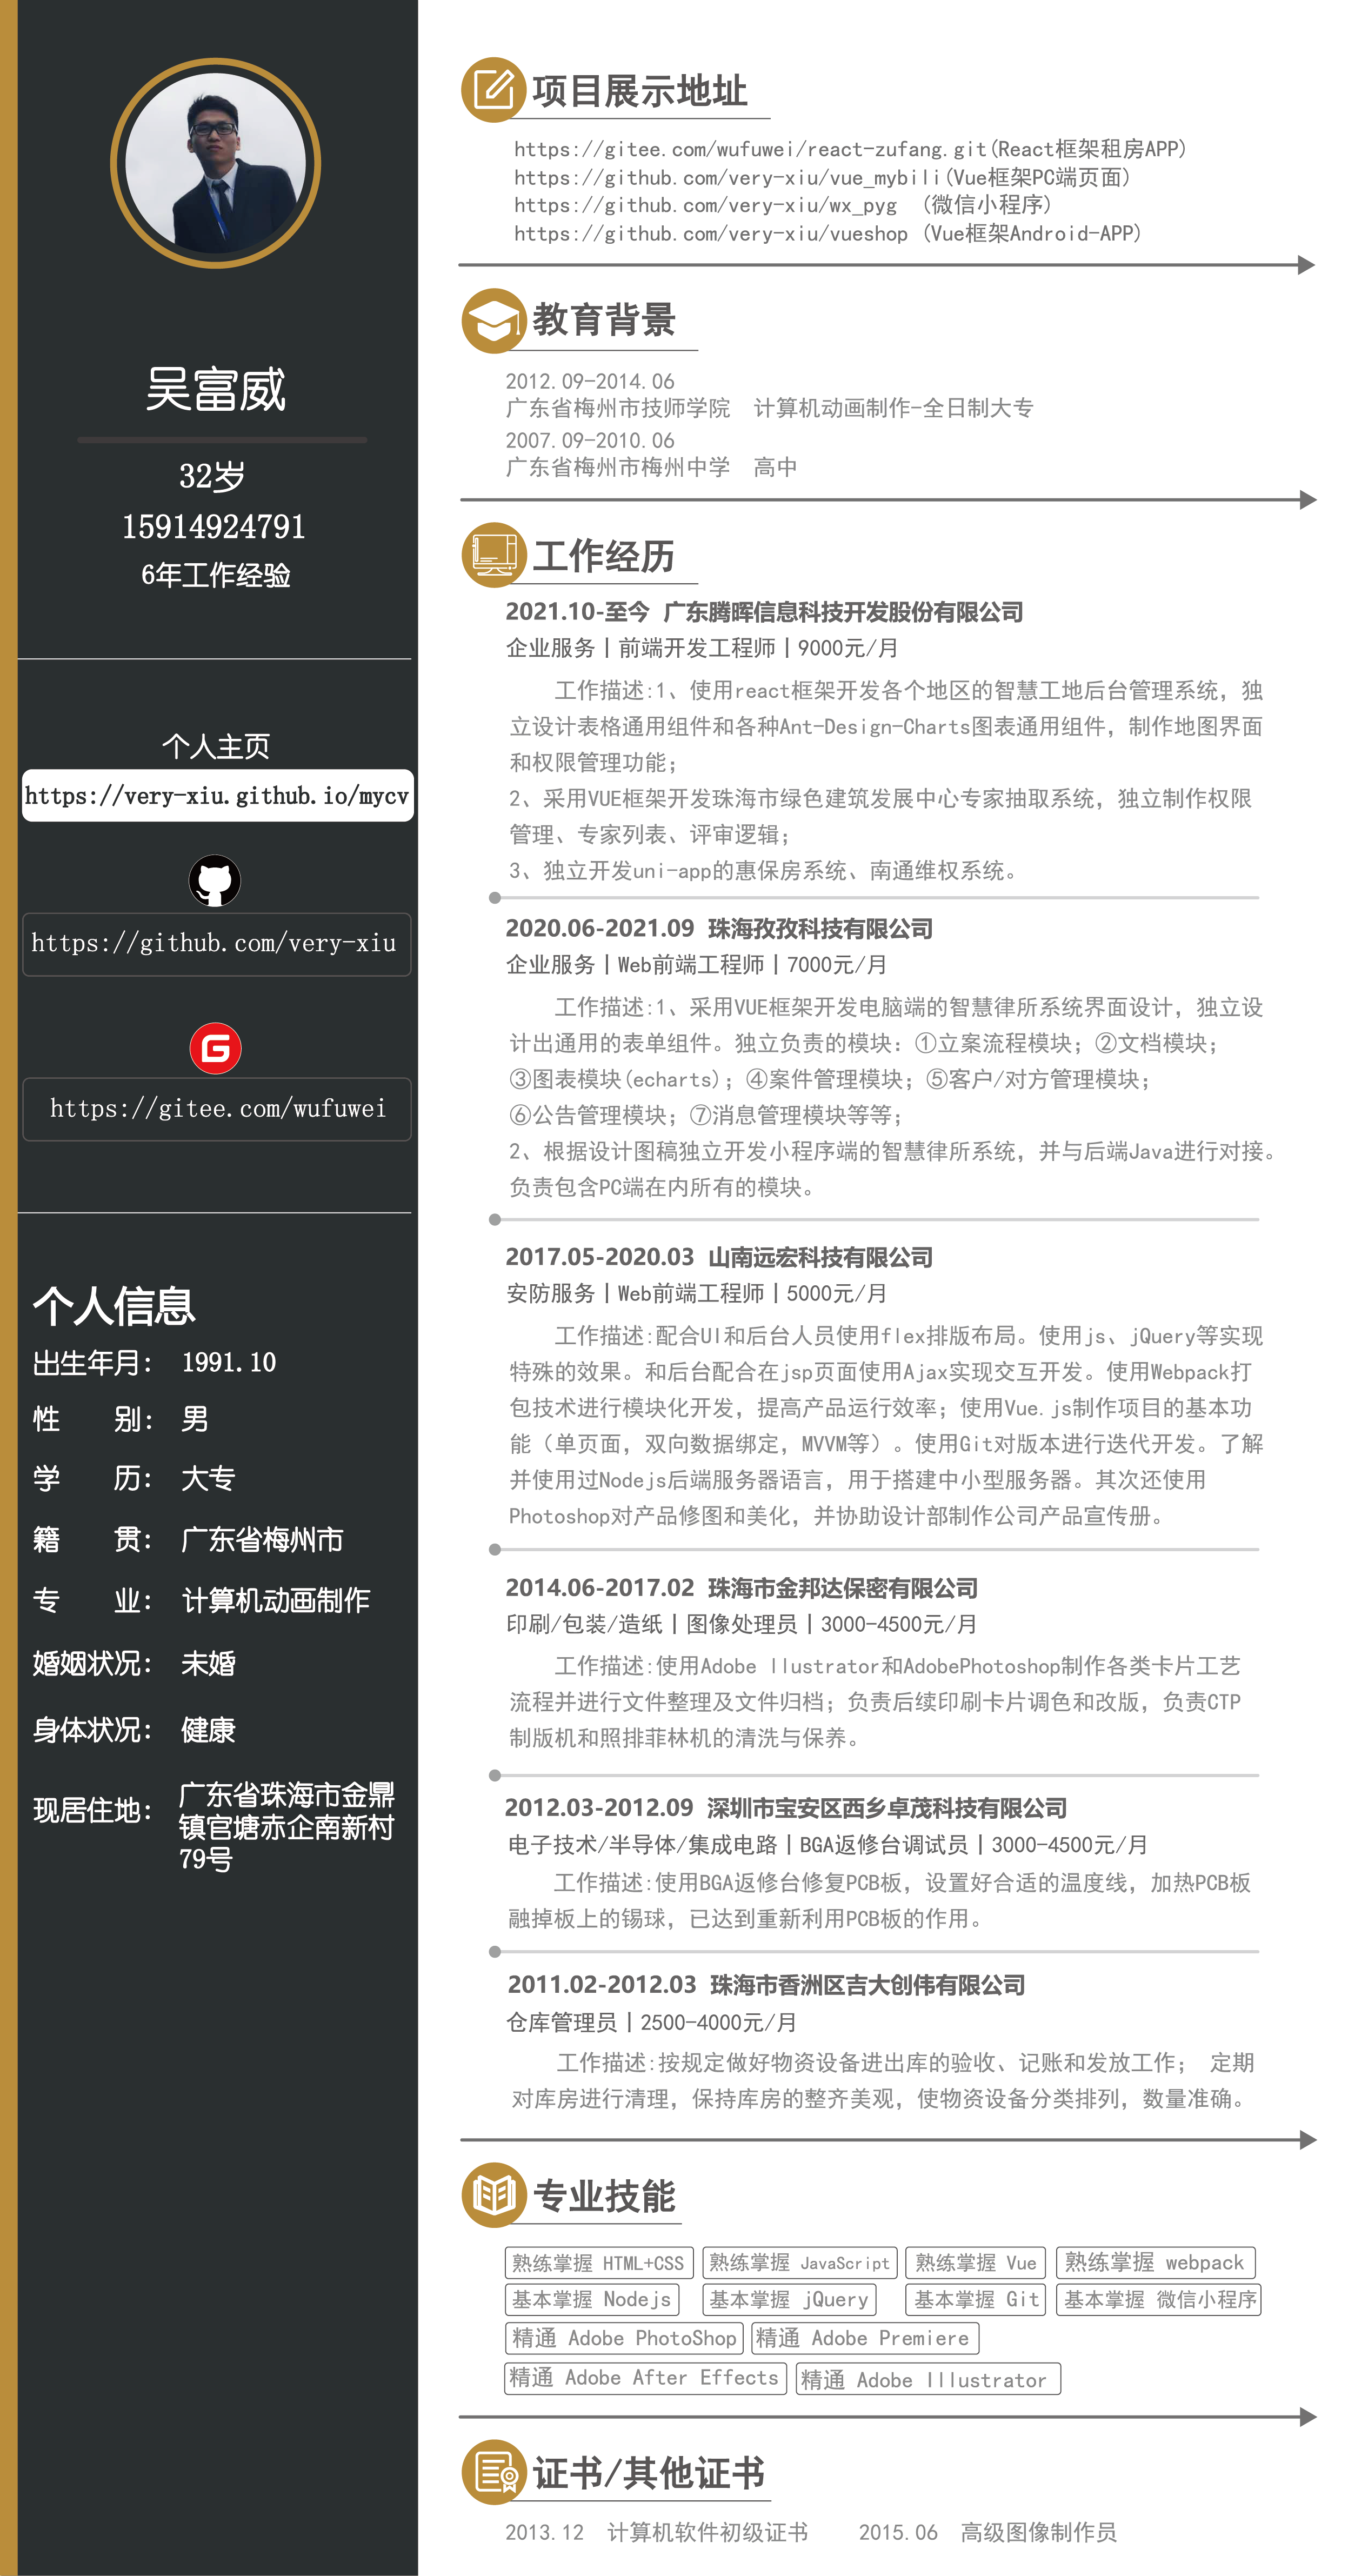 吴富威
32岁
15914924791
6年工作经验
个人主页
https://very-xiu.github.io/mycv
https://github.com/very-xiu
G
https://gitee.com/wufuwei
个人信息
出生年月： 1991.10
性 别： 男
学 历： 大专
籍 贯： 广东省梅州市
专 业： 计算机动画制作
婚姻状况： 未婚
身体状况： 健康
现居住地： 广东省珠海市金鼎
镇官塘赤企南新村
79号
项目展示地址
https://gitee.com/wufuwei/react-zufang.git(React框架租房APP)
https://github.com/very-xiu/vue_mybili(Vue框架PC端页面)
https://github.com/very-xiu/wx_pyg (微信小程序)
https://github.com/very-xiu/vueshop (Vue框架Android-APP)
教育背景
2012.09-2014.06
广东省梅州市技师学院 计算机动画制作-全日制大专
2007.09-2010.06
广东省梅州市梅州中学 高中
工作经历
2021.10-至今 广东腾晖信息科技开发股份有限公司
企业服务丨前端开发工程师丨9000元/月
工作描述:1、使用react框架开发各个地区的智慧工地后台管理系统，独
立设计表格通用组件和各种Ant-Design-Charts图表通用组件，制作地图界面
和权限管理功能；
2、采用VUE框架开发珠海市绿色建筑发展中心专家抽取系统，独立制作权限
管理、专家列表、评审逻辑；
3、独立开发uni-app的惠保房系统、南通维权系统。
2020.06-2021.09 珠海孜孜科技有限公司
企业服务丨Web前端工程师丨7000元/月
工作描述:1、采用VUE框架开发电脑端的智慧律所系统界面设计，独立设
计出通用的表单组件。独立负责的模块：①立案流程模块；②文档模块；
③图表模块(echarts)；④案件管理模块；⑤客户/对方管理模块；
⑥公告管理模块；⑦消息管理模块等等；
2、根据设计图稿独立开发小程序端的智慧律所系统，并与后端Java进行对接。
负责包含PC端在内所有的模块。
2017.05-2020.03 山南远宏科技有限公司
安防服务丨Web前端工程师丨5000元/月
工作描述:配合UI和后台人员使用flex排版布局。使用js、jQuery等实现
特殊的效果。和后台配合在jsp页面使用Ajax实现交互开发。使用Webpack打
包技术进行模块化开发，提高产品运行效率；使用Vue.js制作项目的基本功
能（单页面，双向数据绑定，MVVM等）。使用Git对版本进行迭代开发。了解
并使用过Nodejs后端服务器语言，用于搭建中小型服务器。其次还使用
Photoshop对产品修图和美化，并协助设计部制作公司产品宣传册。
2014.06-2017.02 珠海市金邦达保密有限公司
印刷/包装/造纸丨图像处理员丨3000-4500元/月
工作描述:使用Adobe llustrator和AdobePhotoshop制作各类卡片工艺
流程并进行文件整理及文件归档；负责后续印刷卡片调色和改版，负责CTP
制版机和照排菲林机的清洗与保养。
2012.03-2012.09 深圳市宝安区西乡卓茂科技有限公司
电子技术/半导体/集成电路丨BGA返修台调试员丨3000-4500元/月
工作描述:使用BGA返修台修复PCB板，设置好合适的温度线，加热PCB板
融掉板上的锡球，已达到重新利用PCB板的作用。
2011.02-2012.03 珠海市香洲区吉大创伟有限公司
仓库管理员丨2500-4000元/月
工作描述:按规定做好物资设备进出库的验收、记账和发放工作； 定期
对库房进行清理，保持库房的整齐美观，使物资设备分类排列，数量准确。
专业技能
熟练掌握 HTML+CSS 熟练掌握 JavaScript 熟练掌握 Vue 熟练掌握 webpack
基本掌握 Nodejs 基本掌握 jQuery 基本掌握 Git 基本掌握 微信小程序
精通 Adobe PhotoShop 精通 Adobe Premiere
精通 Adobe After Effects 精通 Adobe Illustrator
证书/其他证书
2013.12 计算机软件初级证书 2015.06 高级图像制作员